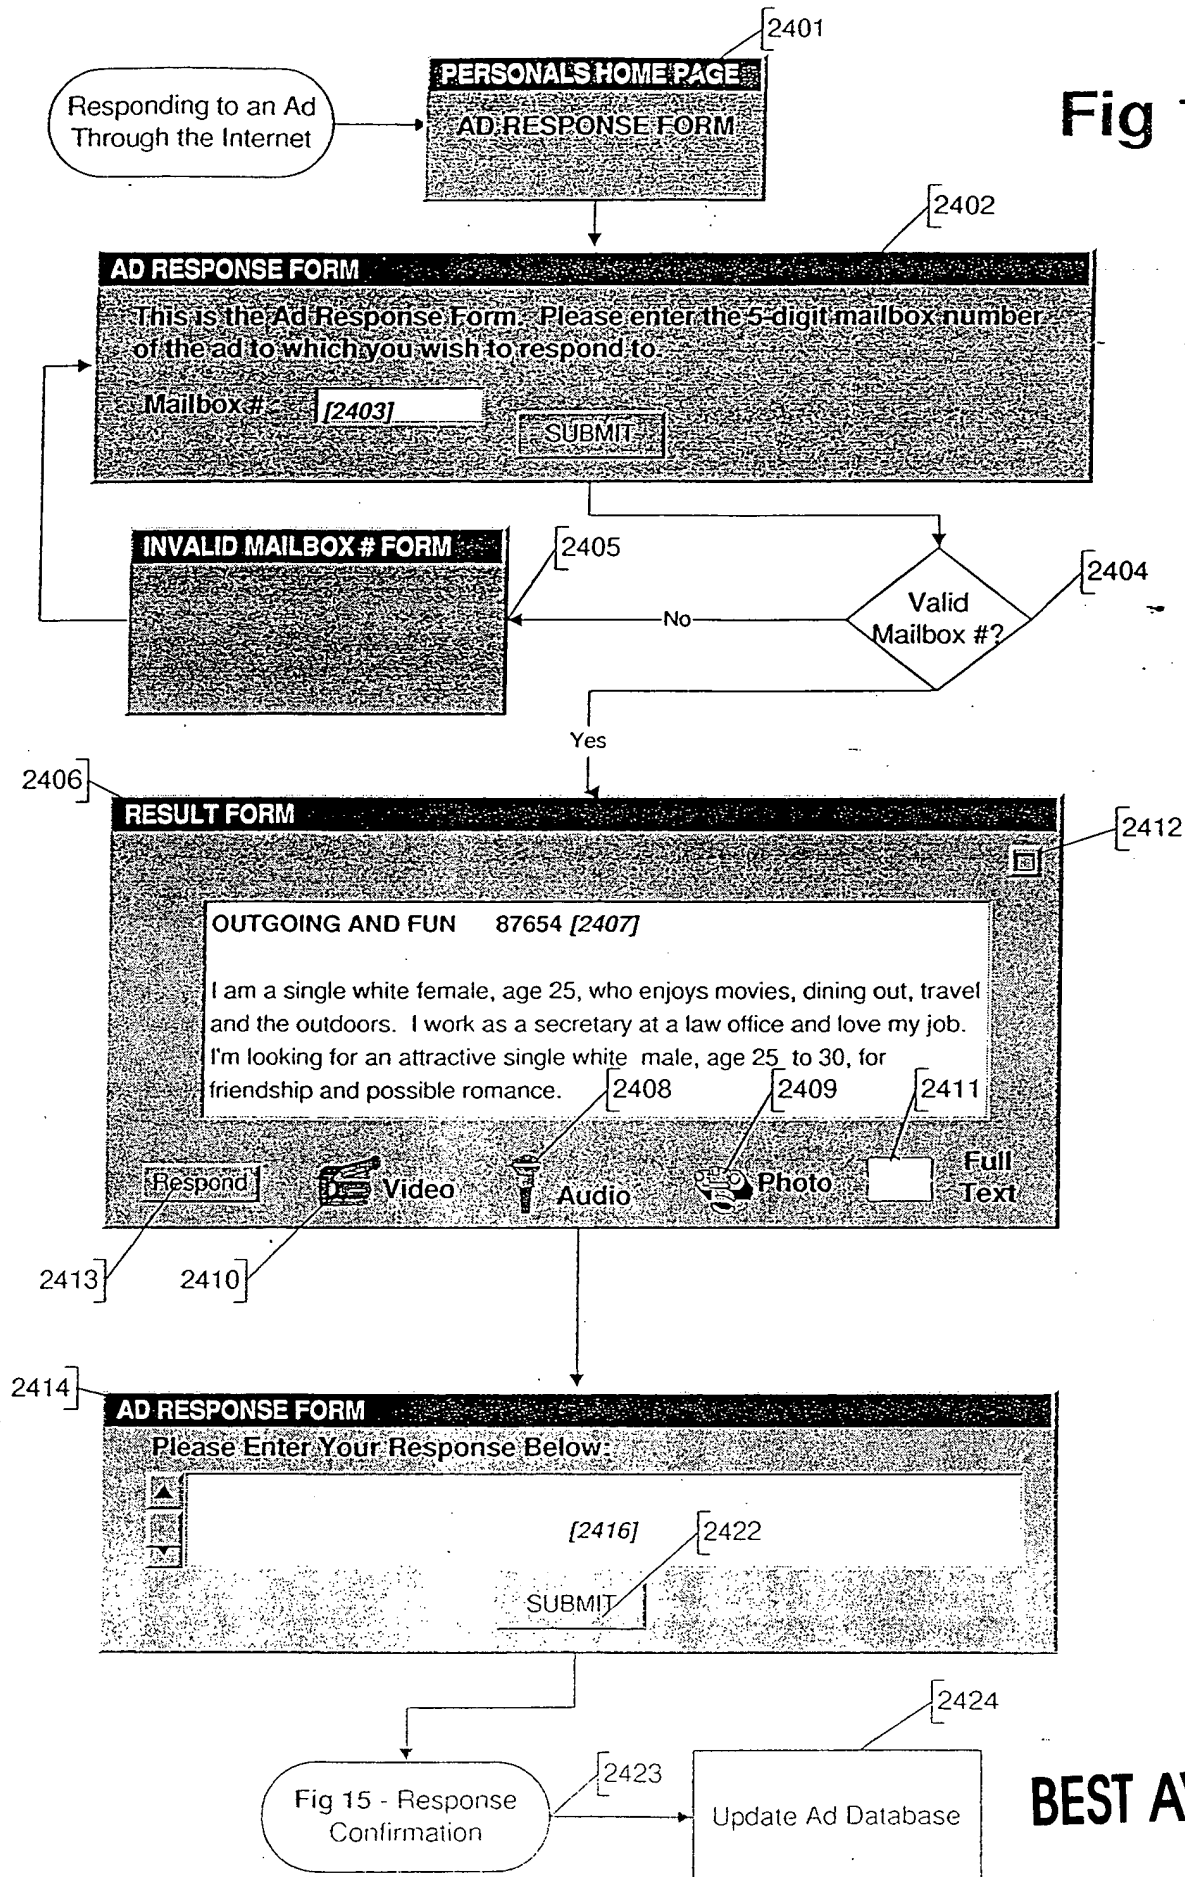 2401
PERSONALS HOME PAGE
Responding to an Ad
Through the Internet
AD RESPONSE FORM
Fig
2402
AD RESPONSE FORM
This is the Ad Response Form. Please enter the 5-digit mailbox number
of the ad to which you wish to respond to.
Mailbox #
[2403]
SUBMIT
INVALID MAILBOX # FORM
2405
2404
Valid
Mailbox #?
No
Yes
2406
RESULT FORM
2412
OUTGOING AND FUN 87654 [2407]
I am a single white female, age 25, who enjoys movies, dining out, travel
and the outdoors. I work as a secretary at a law office and love my job.
I'm looking for an attractive single white male, age 25 to 30, for
friendship and possible romance.
2408
2409
2411
Respond
Video
Audio
Photo
Full
Text
2413
2410
2414
AD RESPONSE FORM
Please Enter Your Response Below:
[2416]
2422
SUBMIT
2424
2423
Fig 15 - Response
Confirmation
Update Ad Database
BEST